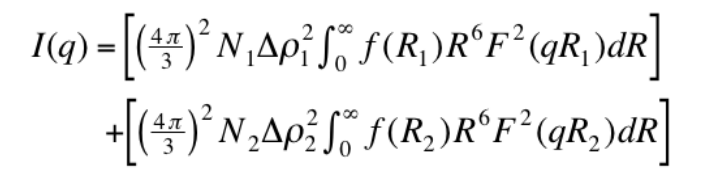 I(q) = [(4π/3)² N₁Δρ₁² ∫₀^∞ f(R₁)R⁶F²(qR₁)dR]
+[(4π/3)² N₂Δρ₂² ∫₀^∞ f(R₂)R⁶F²(qR₂)dR]